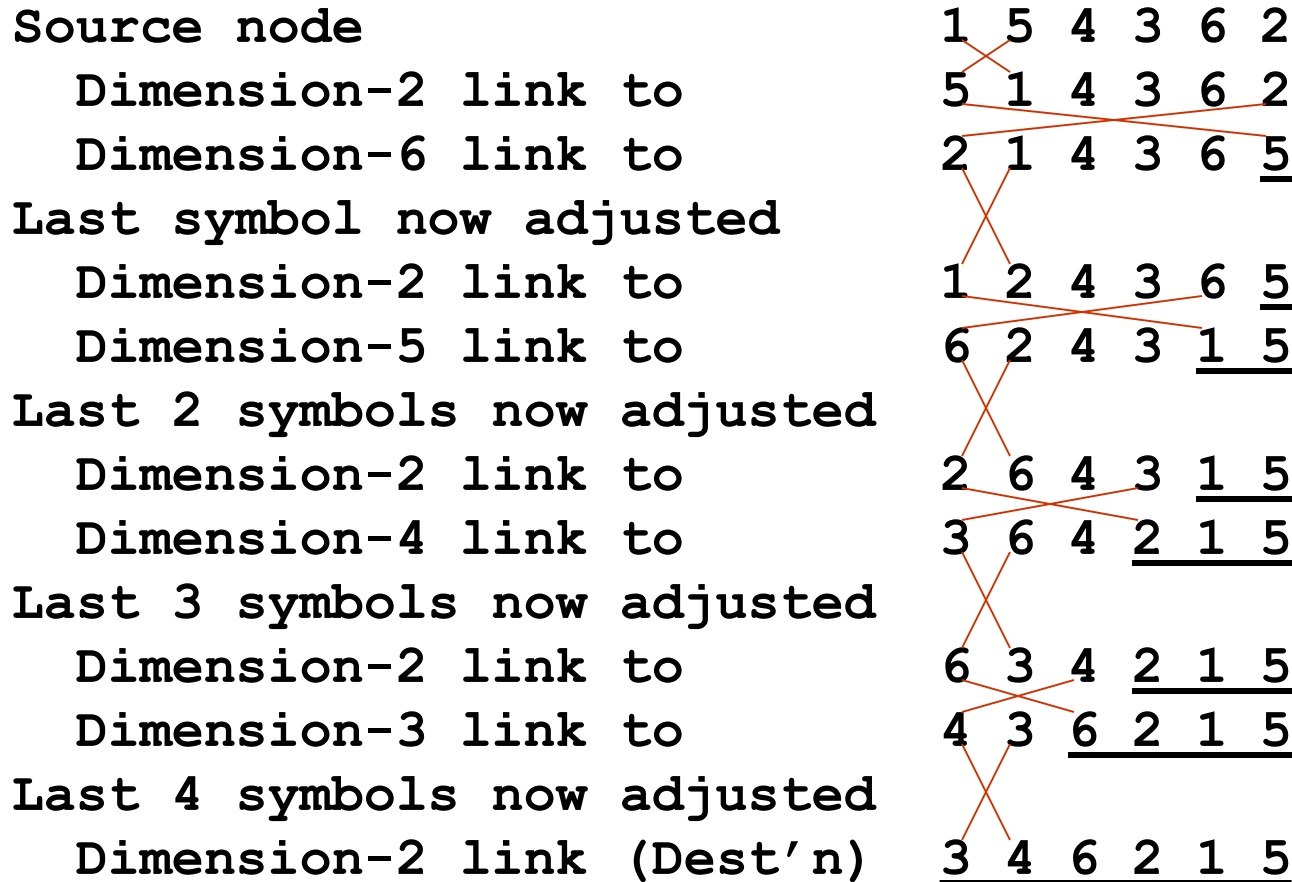 Source node 1 5 4 3 6 2
Dimension-2 link to 5 1 4 3 6 2
Dimension-6 link to 2 1 4 3 6 5
Last symbol now adjusted
Dimension-2 link to 1 2 4 3 6 5
Dimension-5 link to 6 2 4 3 1 5
Last 2 symbols now adjusted
Dimension-2 link to 2 6 4 3 1 5
Dimension-4 link to 3 6 4 2 1 5
Last 3 symbols now adjusted
Dimension-2 link to 6 3 4 2 1 5
Dimension-3 link to 4 3 6 2 1 5
Last 4 symbols now adjusted
Dimension-2 link (Dest’n) 3 4 6 2 1 5